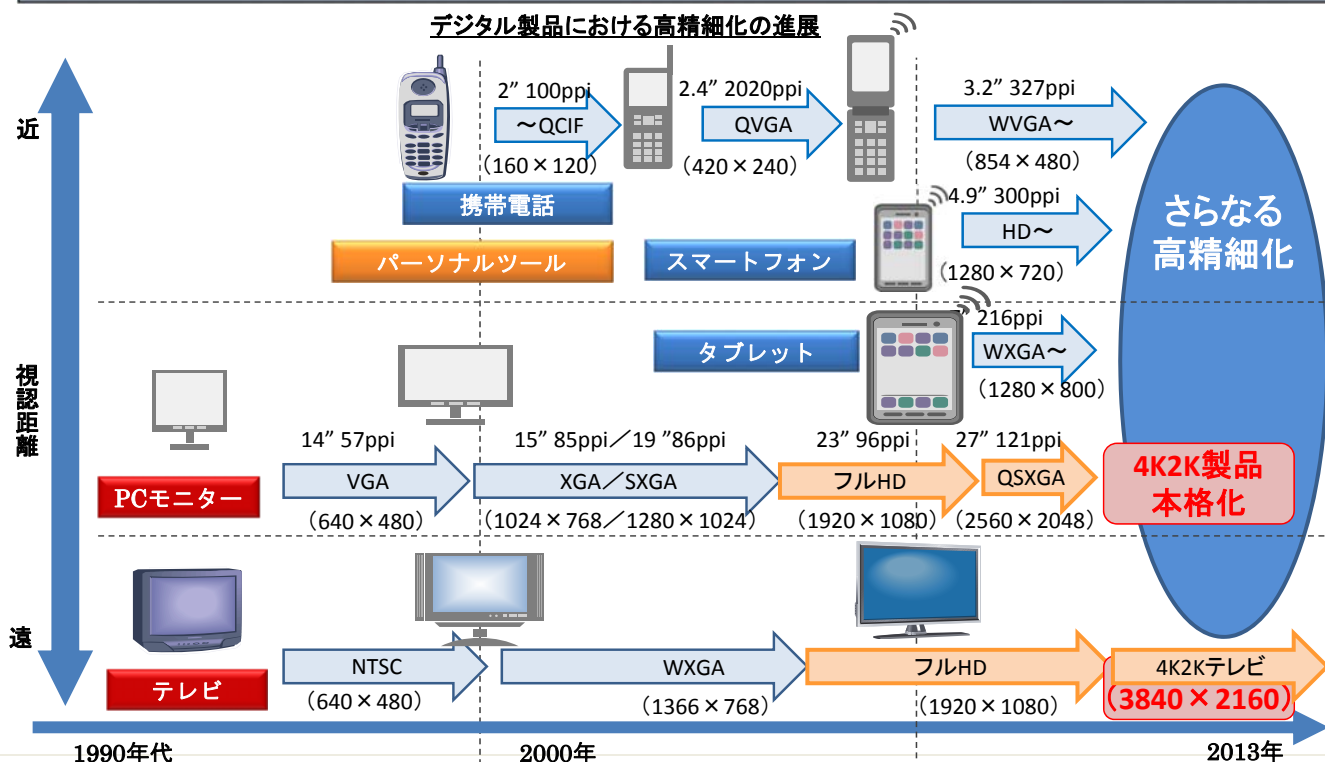 デジタル製品における高精細化の進展
近
2” 100ppi
～QCIF
（160×120）
2.4” 2020ppi
QVGA
（420×240）
3.2” 327ppi
WVGA～
（854×480）
携帯電話
4.9” 300ppi
HD～
（1280×720）
さらなる
高精細化
パーソナルツール
スマートフォン
216ppi
タブレット
WXGA～
（1280×800）
視認距離
14” 57ppi
VGA
（640×480）
15” 85ppi／19 ”86ppi
XGA／SXGA
（1024×768／1280×1024）
23” 96ppi
フルHD
（1920×1080）
27” 121ppi
QSXGA
（2560×2048）
PCモニター
4K2K製品
本格化
遠
テレビ
NTSC
（640×480）
WXGA
（1366×768）
フルHD
（1920×1080）
4K2Kテレビ
（3840×2160）
1990年代
2000年
2013年